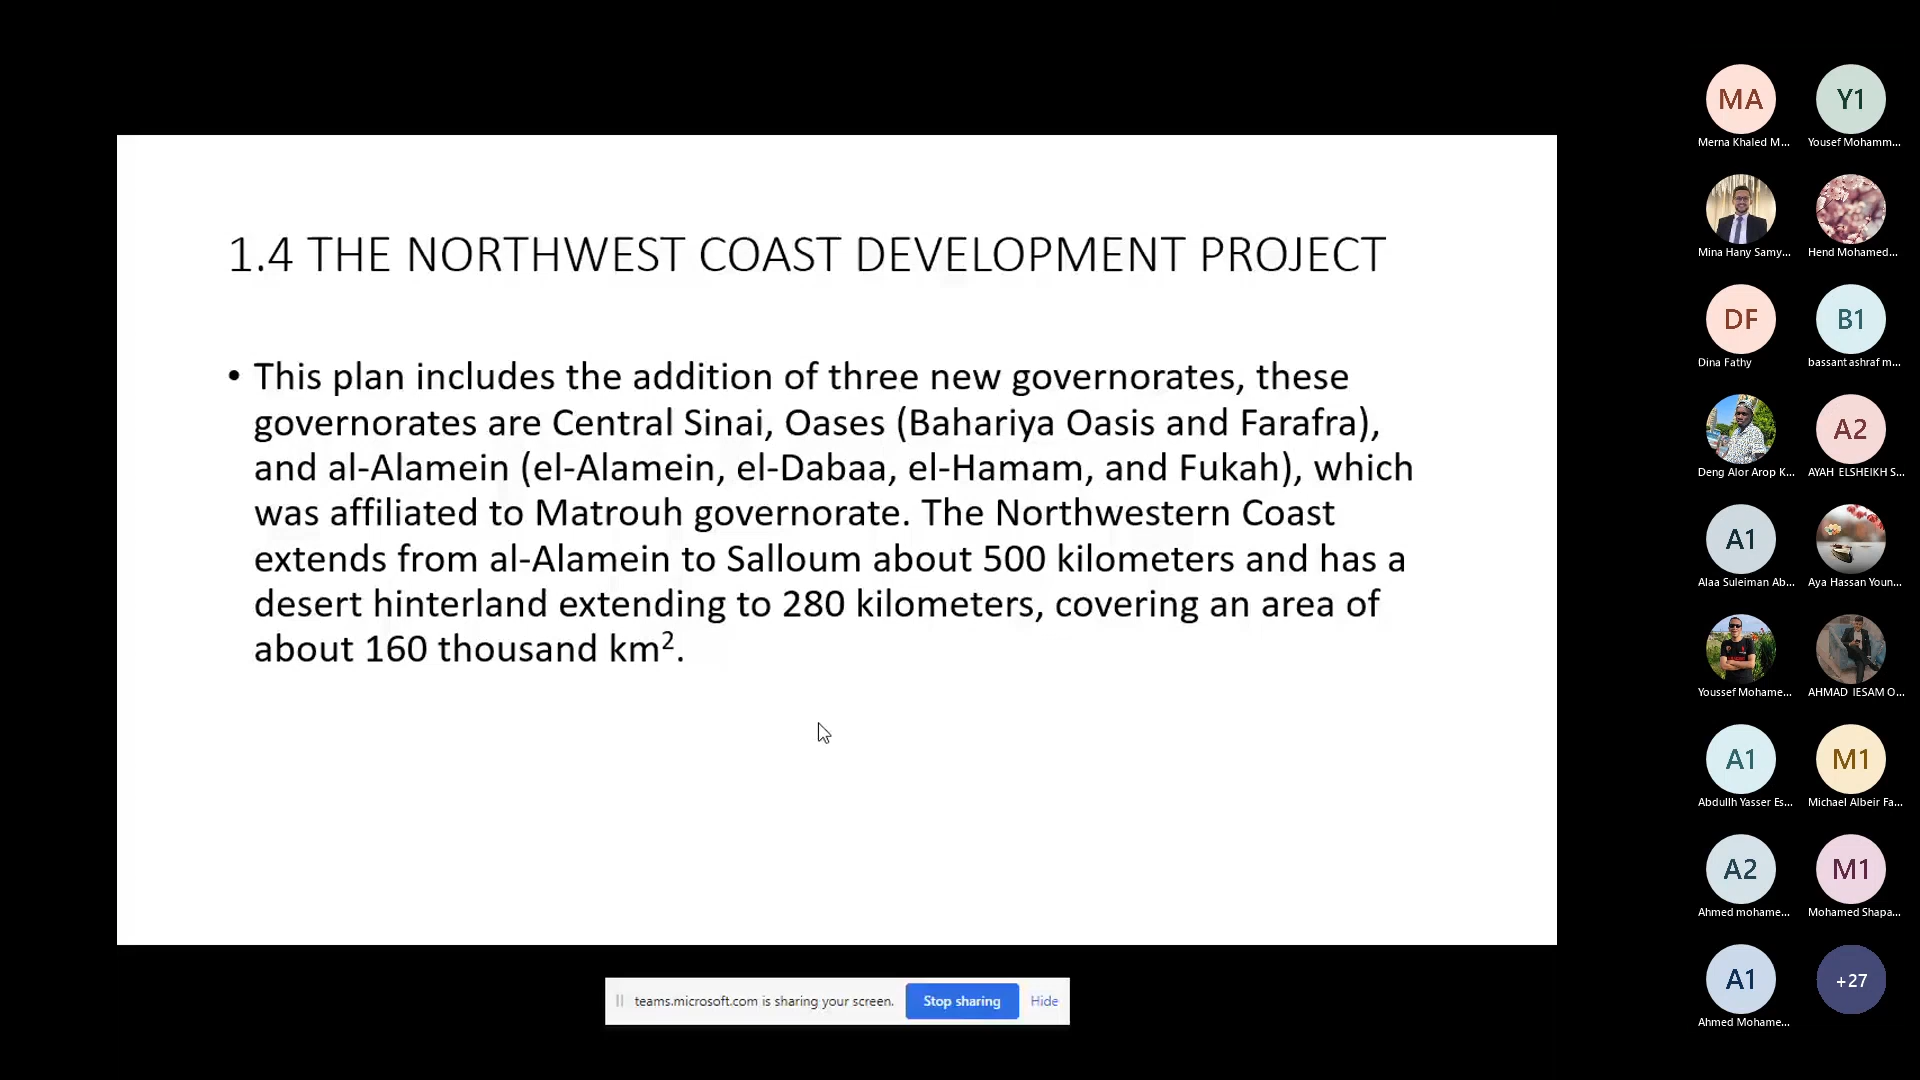 1.4 THE NORTHWEST COAST DEVELOPMENT PROJECT
• This plan includes the addition of three new governorates, these
governorates are Central Sinai, Oases (Bahariya Oasis and Farafra),
and al-Alamein (el-Alamein, el-Dabaa, el-Hamam, and Fukah), which
was affiliated to Matrouh governorate. The Northwestern Coast
extends from al-Alamein to Salloum about 500 kilometers and has a
desert hinterland extending to 280 kilometers, covering an area of
about 160 thousand km².
teams.microsoft.com is sharing your screen. Stop sharing Hide
MA Y1
Merna Khaled M... Yousef Mohamm...
Mina Hany Samy... Hend Mohamed...
DF B1
Dina Fathy bassant ashraf m...
A2
Deng Alor Arop K... AYAH ELSHEIKH S...
A1
Alaa Suleiman Ab... Aya Hassan Youn...
Youssef Mohame... AHMAD IESAM O...
A1 M1
Abdullh Yasser Es... Michael Albeir Fa...
A2 M1
Ahmed mohame... Mohamed Shapa...
A1 +27
Ahmed Mohame...